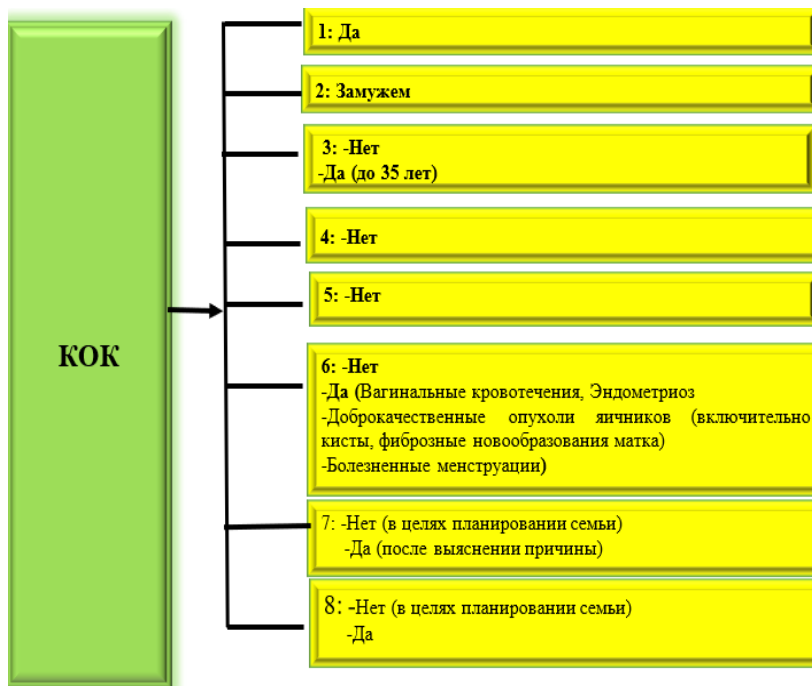 КОК
1: Да
2: Замужем
3: -Нет
-Да (до 35 лет)
4: -Нет
5: -Нет
6: -Нет
-Да (Вагинальные кровотечения, Эндометриоз
-Доброкачественные опухоли яичников (включительно
кисты, фиброзные новообразования матка)
-Болезненные менструации)
7: -Нет (в целях планировании семьи)
-Да (после выяснении причины)
8: -Нет (в целях планировании семьи)
-Да